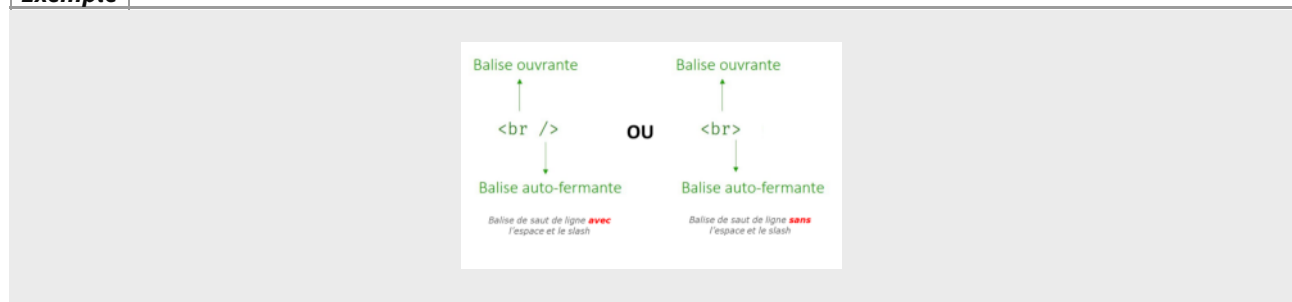 Exemple
Balise ouvrante
Balise ouvrante
<br />
OU
<br>
Balise auto-fermante
Balise auto-fermante
Balise de saut de ligne avec
l'espace et le slash
Balise de saut de ligne sans
l'espace et le slash